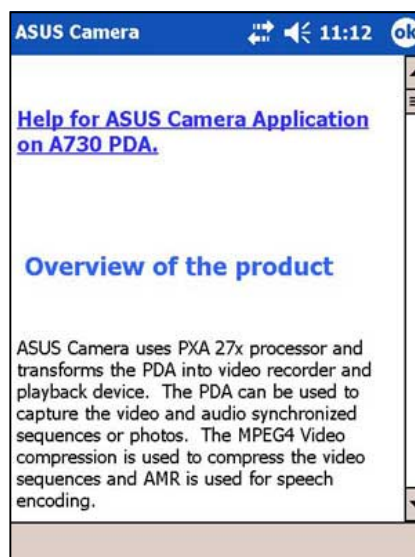 ASUS Camera 11:12 ok
Help for ASUS Camera Application
on A730 PDA.
Overview of the product
ASUS Camera uses PXA 27x processor and
transforms the PDA into video recorder and
playback device. The PDA can be used to
capture the video and audio synchronized
sequences or photos. The MPEG4 Video
compression is used to compress the video
sequences and AMR is used for speech
encoding.